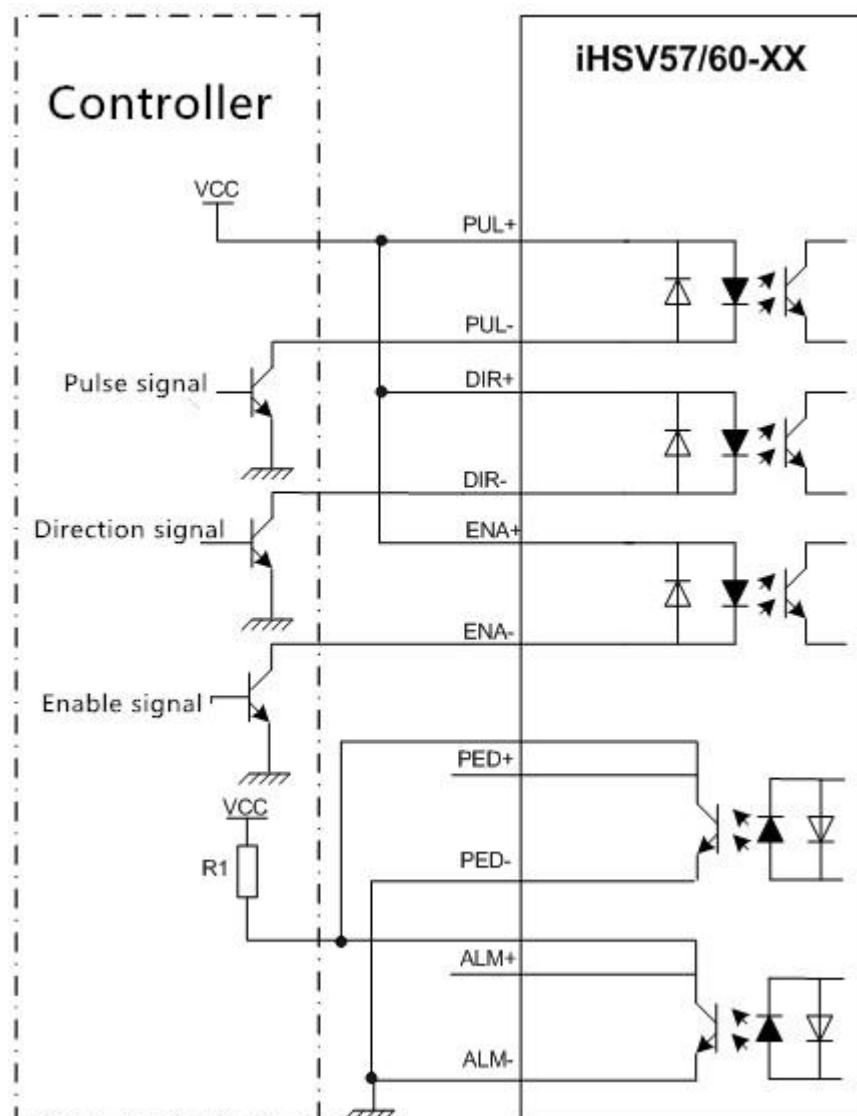 iHSV57/60-XX
Controller
VCC
PUL+
PUL-
Pulse signal
DIR+
DIR-
Direction signal
ENA+
ENA-
Enable signal
PED+
VCC
R1
PED-
ALM+
ALM-